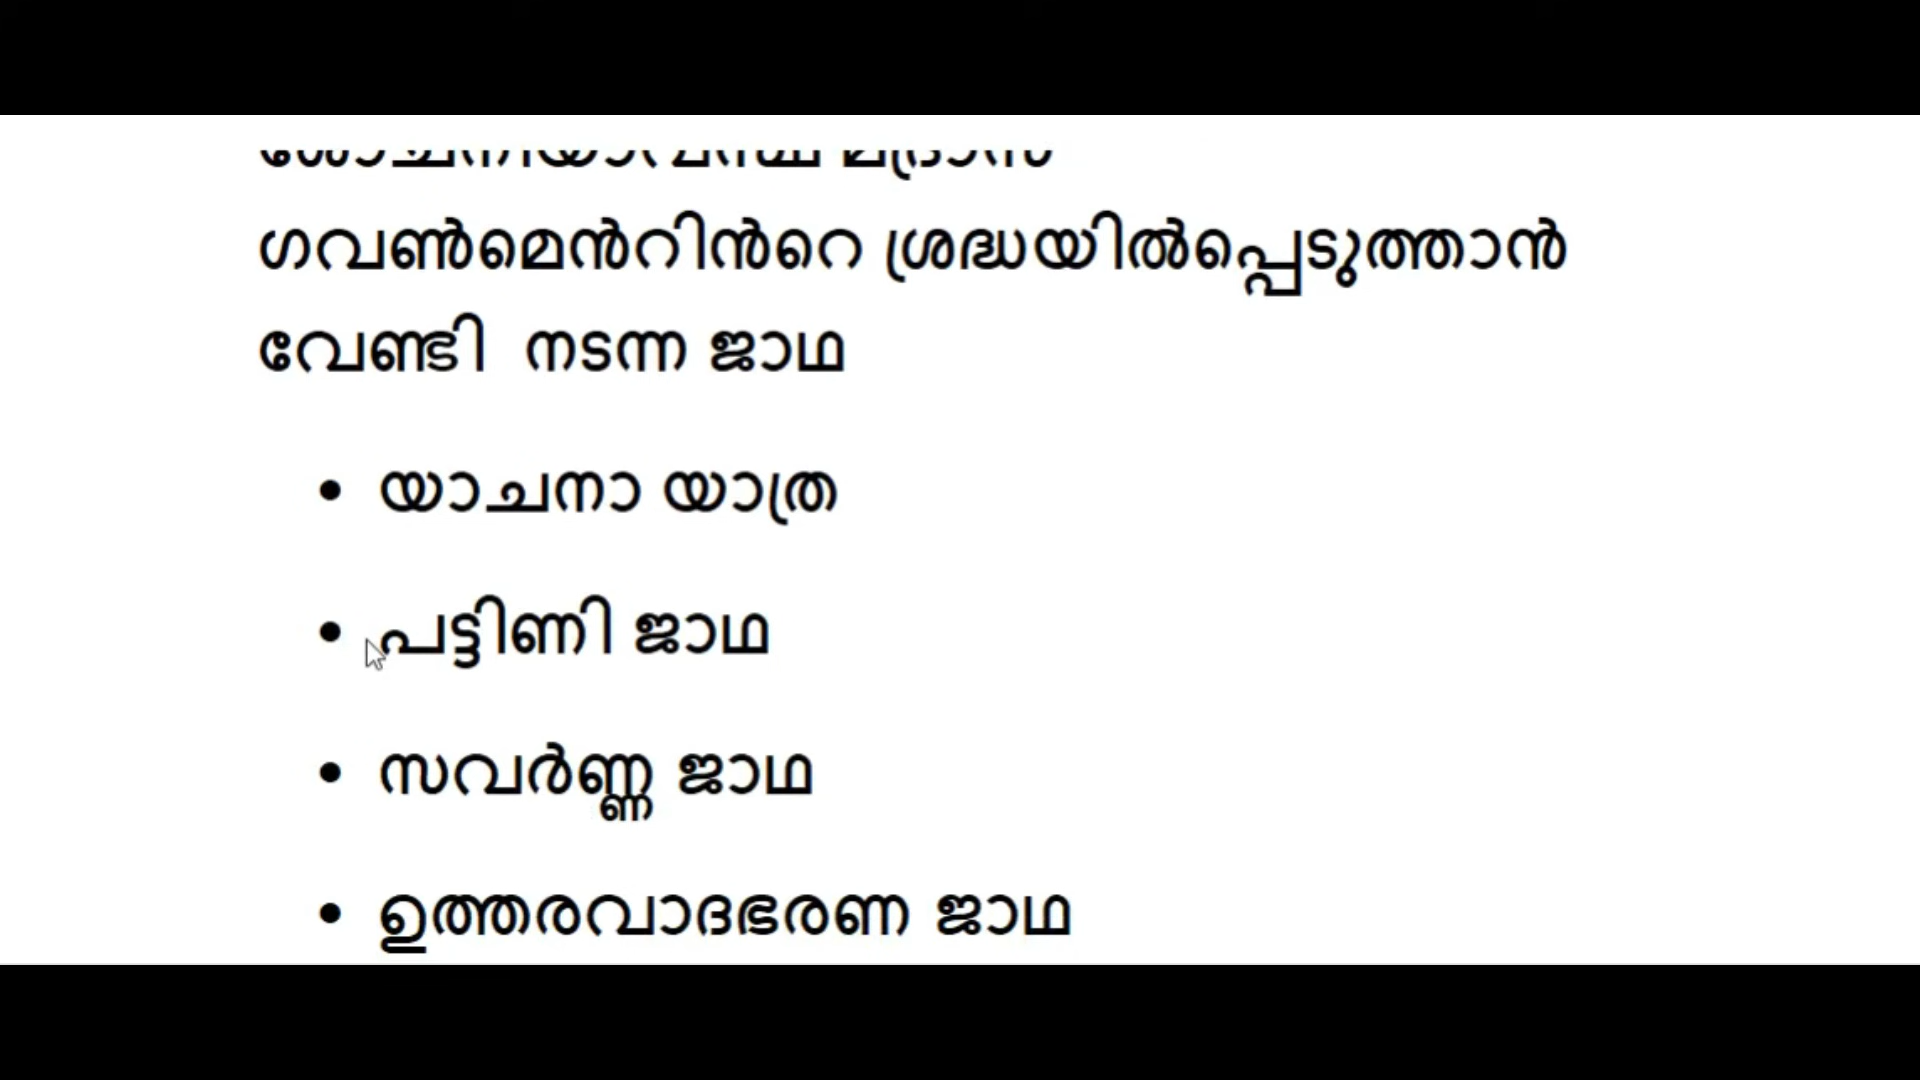 ഗവൺമെൻറിൻറെ ശ്രദ്ധയിൽപ്പെടുത്താൻ
വേണ്ടി നടന്ന ജാഥ
• യാചനാ യാത്ര
• പട്ടിണി ജാഥ
• സവർണ്ണ ജാഥ
• ഉത്തരവാദഭരണ ജാഥ